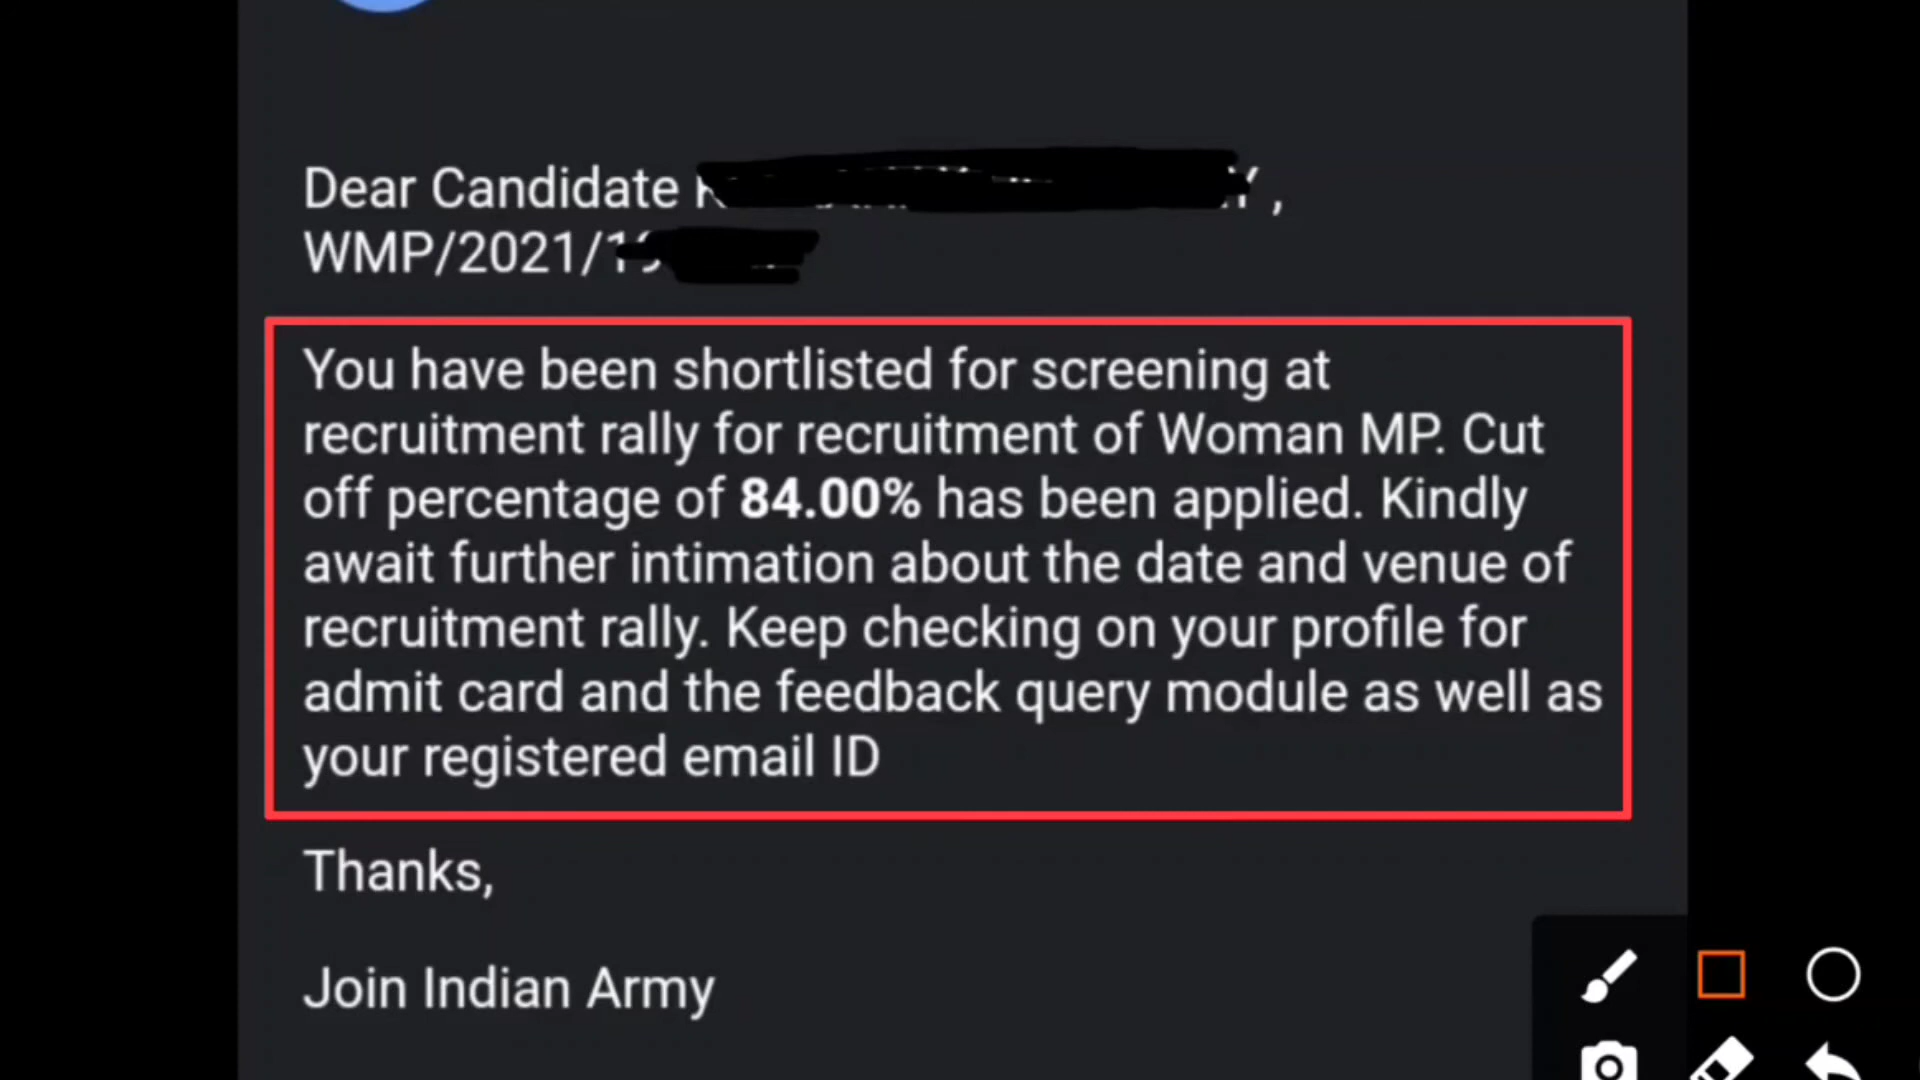 Dear Candidate ,
WMP/2021/
You have been shortlisted for screening at
recruitment rally for recruitment of Woman MP. Cut
off percentage of 84.00% has been applied. Kindly
await further intimation about the date and venue of
recruitment rally. Keep checking on your profile for
admit card and the feedback query module as well as
your registered email ID
Thanks,
Join Indian Army